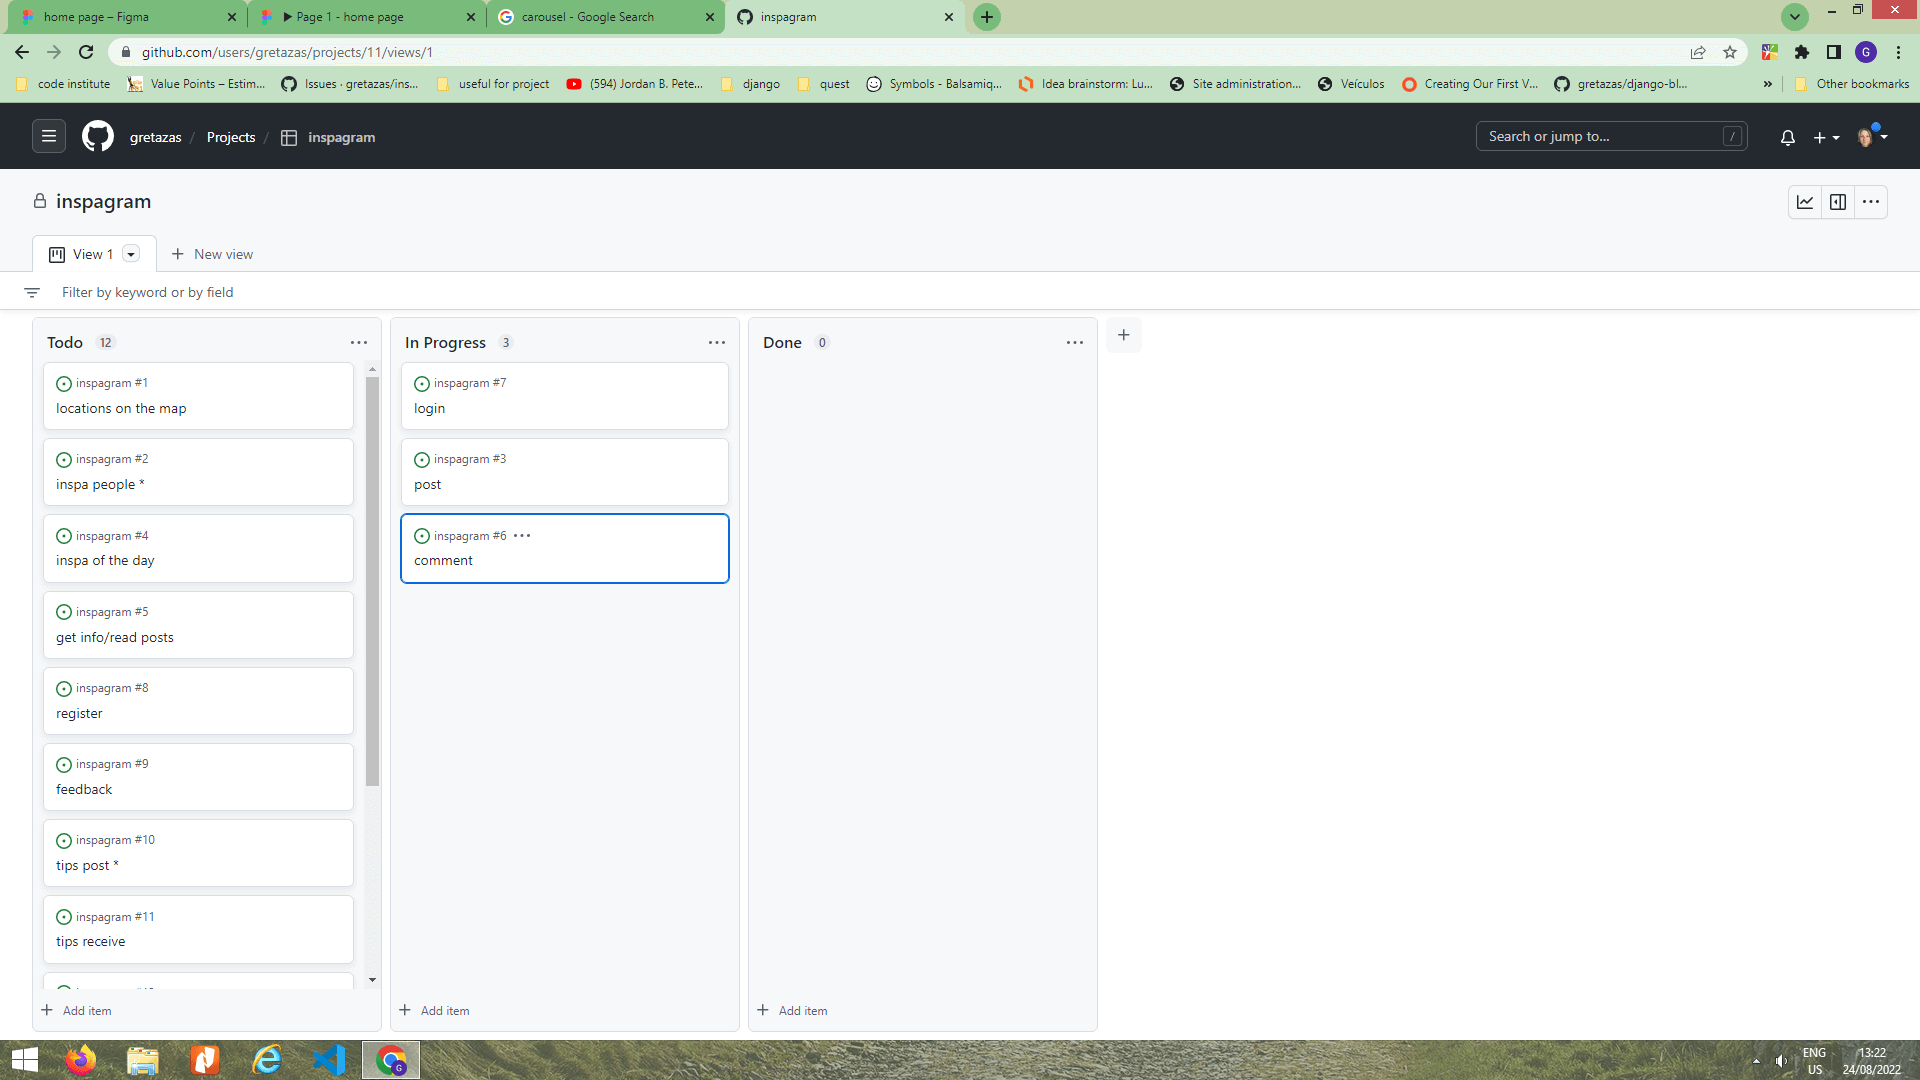 home page – Figma
▶ Page 1 - home page
carousel - Google Search
inspagram
github.com/users/gretazas/projects/11/views/1
G
code institute
Value Points – Estim...
Issues · gretazas/ins...
useful for project
(594) Jordan B. Pete...
django
quest
Symbols - Balsamiq...
Idea brainstorm: Lu...
Site administration...
Veículos
Creating Our First V...
gretazas/django-bl...
»
Other bookmarks
gretazas / Projects / inspagram
Search or jump to... /
inspagram
View 1
New view
Filter by keyword or by field
Todo 12
inspagram #1
locations on the map
inspagram #2
inspa people *
inspagram #4
inspa of the day
inspagram #5
get info/read posts
inspagram #8
register
inspagram #9
feedback
inspagram #10
tips post *
inspagram #11
tips receive
Add item
In Progress 3
inspagram #7
login
inspagram #3
post
inspagram #6
comment
Add item
Done 0
Add item
ENG
US
13:22
24/08/2022